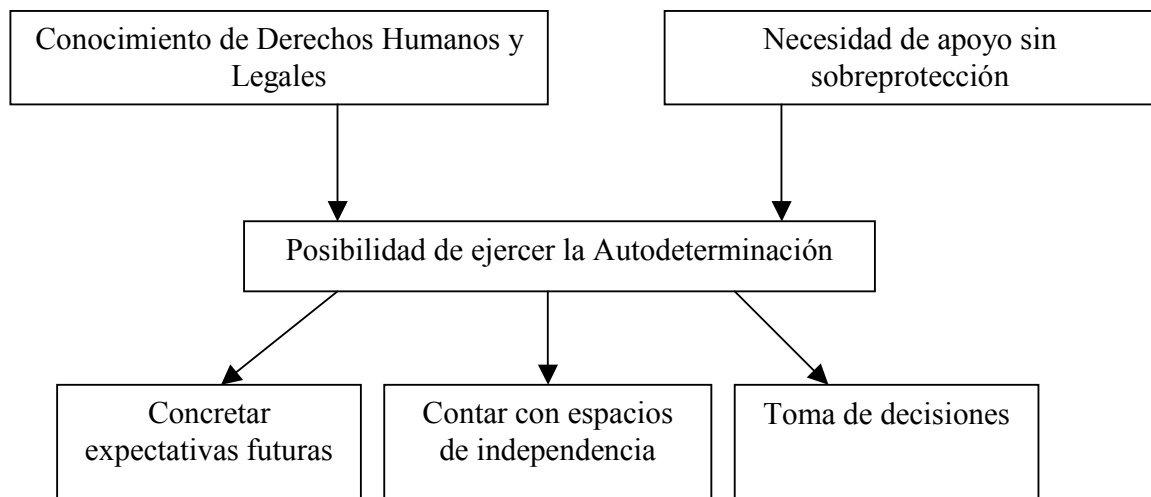 Conocimiento de Derechos Humanos y
Legales
Necesidad de apoyo sin
sobreprotección
Posibilidad de ejercer la Autodeterminación
Concretar
expectativas futuras
Contar con espacios
de independencia
Toma de decisiones